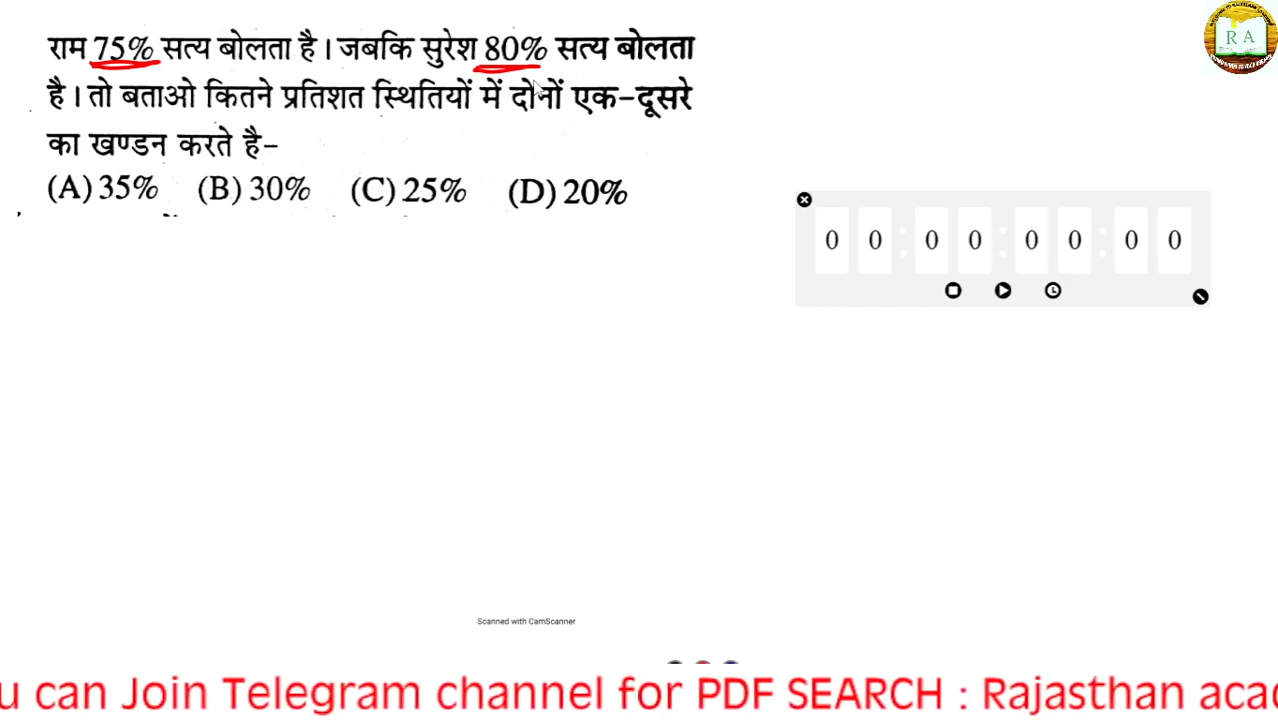 राम 75% सत्य बोलता है। जबकि सुरेश 80% सत्य बोलता
है। तो बताओ कितने प्रतिशत स्थितियों में दोनों एक-दूसरे
का खण्डन करते है-
(A) 35% (B) 30% (C) 25% (D) 20%
R A
0 0 : 0 0 : 0 0 : 0 0
Scanned with CamScanner
u can Join Telegram channel for PDF SEARCH : Rajasthan aca